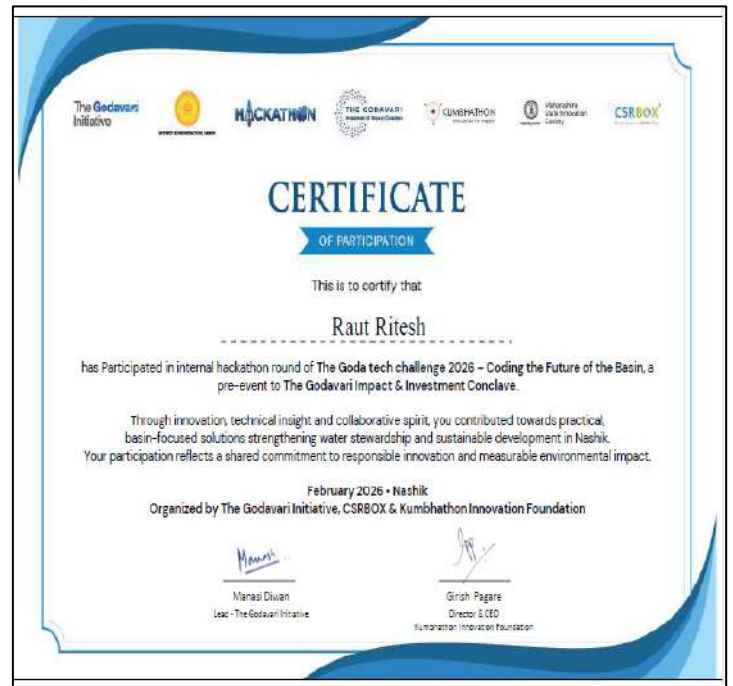 The Godavari
Initiative
HACKATHON
THE GODAVARI
KUMBHATHON
Maharashtra
State Innovation
Society
CSRBOX
CERTIFICATE
OF PARTICIPATION
This is to certify that
Raut Ritesh
has Participated in internal hackathon round of The Goda tech challenge 2026 – Coding the Future of the Basin, a
pre-event to The Godavari Impact & Investment Conclave.
Through innovation, technical insight and collaborative spirit, you contributed towards practical,
basin-focused solutions strengthening water stewardship and sustainable development in Nashik.
Your participation reflects a shared commitment to responsible innovation and measurable environmental impact.
February 2026 • Nashik
Organized by The Godavari Initiative, CSRBOX & Kumbhathon Innovation Foundation
Manasi
Manasi Diwan
Girish Pagare
Lead - The Godavari Initiative
Director & CEO
Kumbhathon Innovation Foundation